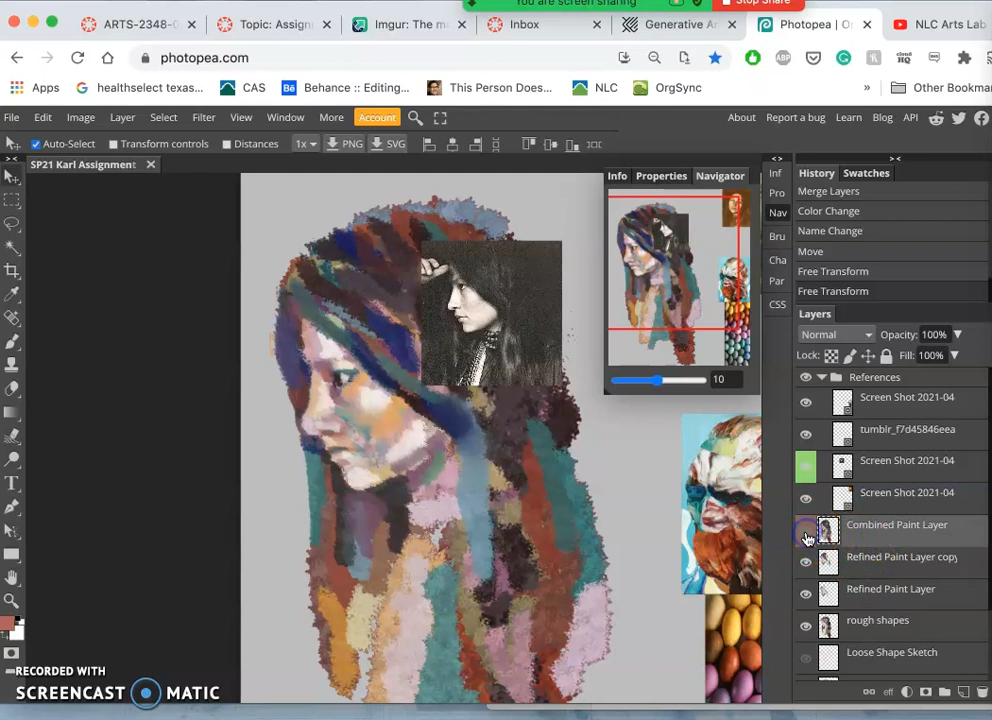 You are screen sharing
Stop Share
ARTS-2348-0
Topic: Assign
Imgur: The m
Inbox
Generative A
Photopea | O
NLC Arts Lab
photopea.com
Apps
healthselect texas...
CAS
Behance :: Editing...
This Person Does...
NLC
OrgSync
»
Other Bookmar
File Edit Image Layer Select Filter View Window More Account
About Report a bug Learn Blog API
Auto-Select Transform controls Distances 1x PNG SVG
SP21 Karl Assignment
Info Properties Navigator
10
Inf
Pro
Nav
Bru
Cha
Par
CSS
History Swatches
Merge Layers
Color Change
Name Change
Move
Free Transform
Free Transform
Layers
Normal Opacity: 100%
Lock: Fill: 100%
References
Screen Shot 2021-04
tumblr_f7d45846eea
Screen Shot 2021-04
Screen Shot 2021-04
Combined Paint Layer
Refined Paint Layer copy
Refined Paint Layer
rough shapes
Loose Shape Sketch
eff
RECORDED WITH
SCREENCAST MATIC